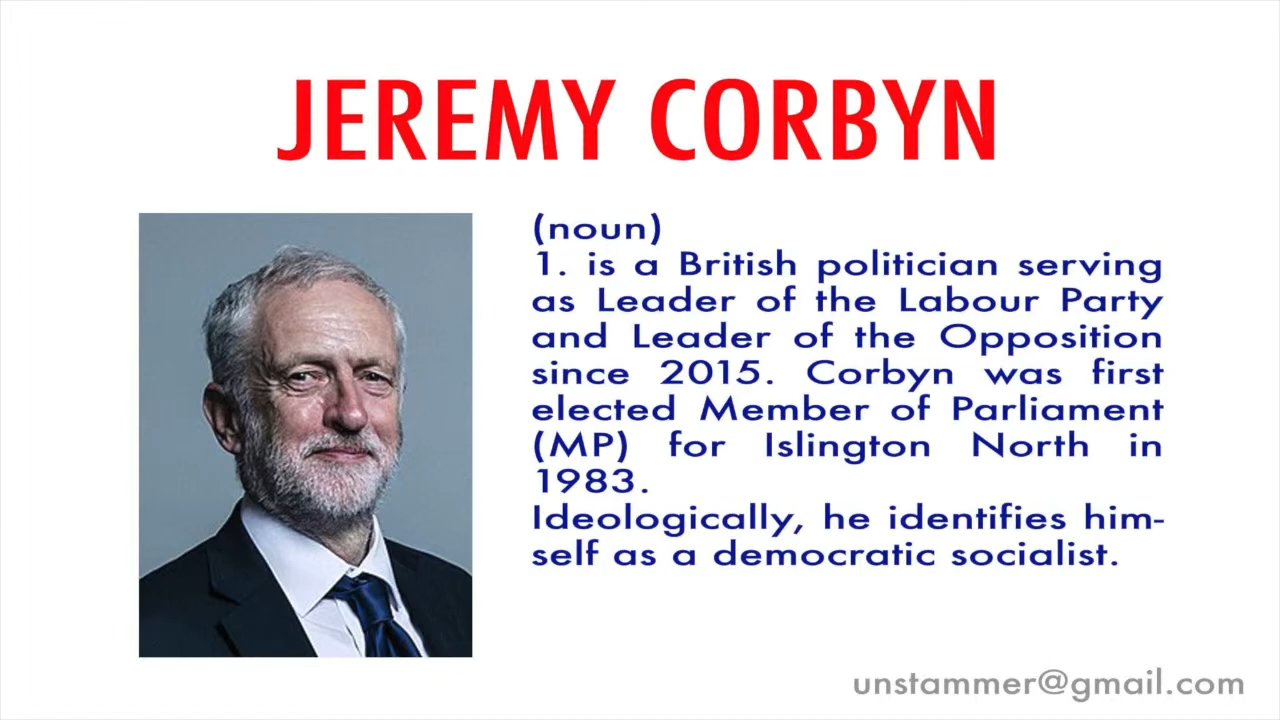 JEREMY CORBYN
(noun)
1. is a British politician serving
as Leader of the Labour Party
and Leader of the Opposition
since 2015. Corbyn was first
elected Member of Parliament
(MP) for Islington North in
1983.
Ideologically, he identifies him-
self as a democratic socialist.
unstammer@gmail.com